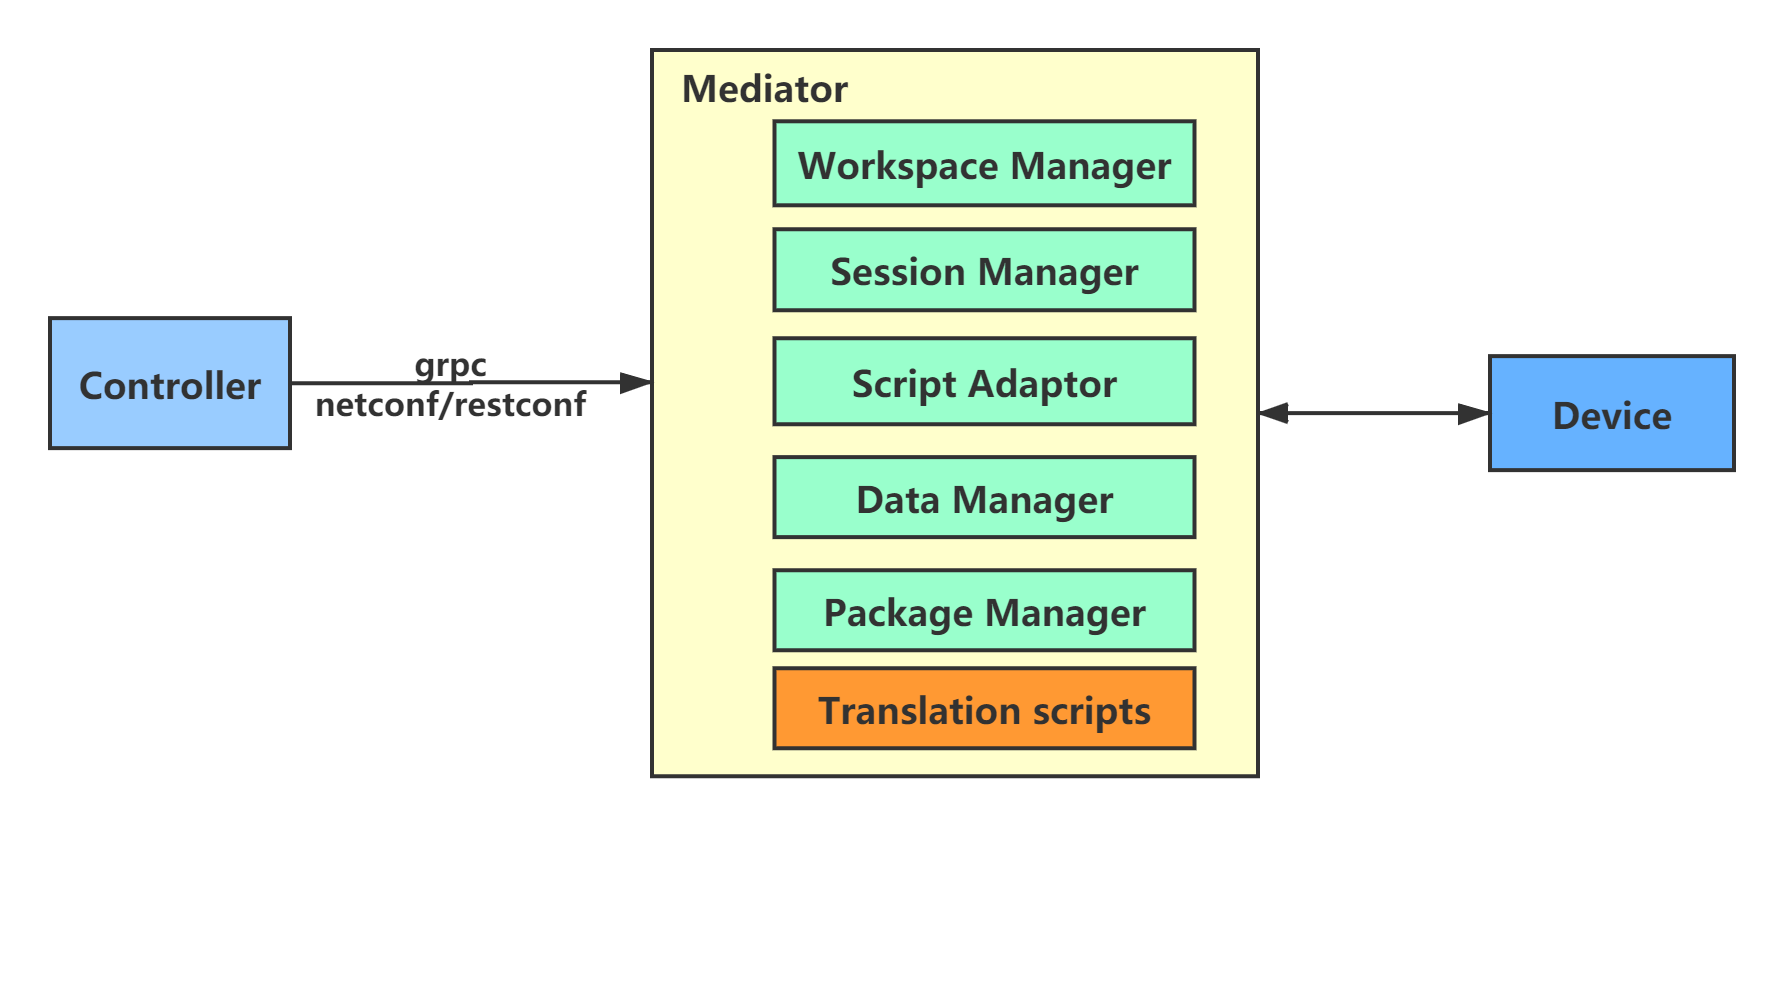 Mediator
Workspace Manager
Session Manager
Controller
grpc
netconf/restconf
Script Adaptor
Device
Data Manager
Package Manager
Translation scripts